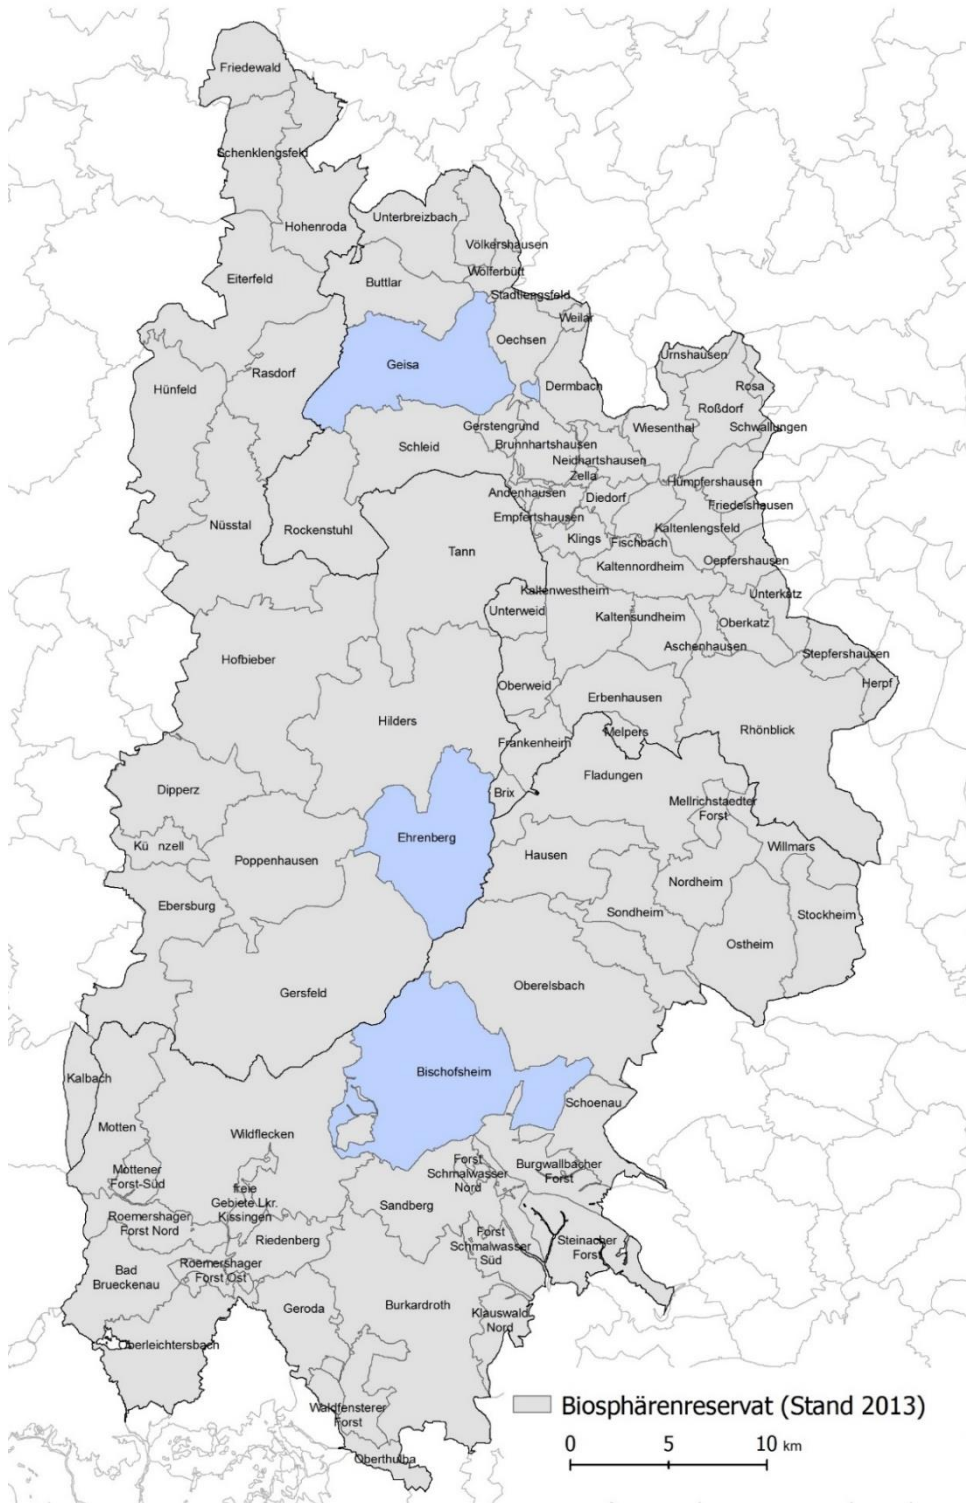 Friedewald
Schenklengsfeld
Hohenroda
Unterbreizbach
Völkershausen
Wölferbütt
Eiterfeld
Buttlar
Stadtlengsfeld
Weilar
Oechsen
Geisa
Urnshausen
Rasdorf
Hünfeld
Dermbach
Rosa
Roßdorf
Schleid
Gerstengrund
Wiesenthal
Schwallungen
Brunnhartshausen
Neidhartshausen
Zella
Hümpfershausen
Andenhausen
Diedorf
Friedelshausen
Nüsstal
Rockenstuhl
Empfertshausen
Kaltenlengsfeld
Klings
Fischbach
Tann
Oepfershausen
Kaltennordheim
Kaltenwestheim
Unterkatz
Unterweid
Kaltensundheim
Oberkatz
Aschenhausen
Stepfershausen
Hofbieber
Oberweid
Herpf
Erbenhausen
Hilders
Rhönblick
Melpers
Frankenheim
Fladungen
Dipperz
Brix
Mellrichstaedter
Forst
Ehrenberg
Kü   nzell
Willmars
Poppenhausen
Hausen
Nordheim
Ebersburg
Sondheim
Stockheim
Ostheim
Gersfeld
Oberelsbach
Kalbach
Bischofsheim
Schoenau
Motten
Wildflecken
Mottener
Forst-Süd
Forst
Schmalwasser
Nord
Burgwallbacher
Forst
freie
Gebiete Lkr.
Kissingen
Sandberg
Roemershager
Forst Nord
Riedenberg
Forst
Schmalwasser
Süd
Steinacher
Forst
Bad
Brueckenau
Roemershager
Forst Ost
Geroda
Burkardroth
Klauswald
Nord
Oberleichtersbach
Waldfensterer
Forst
Oberthulba
Biosphärenreservat (Stand 2013)
0 5 10 km